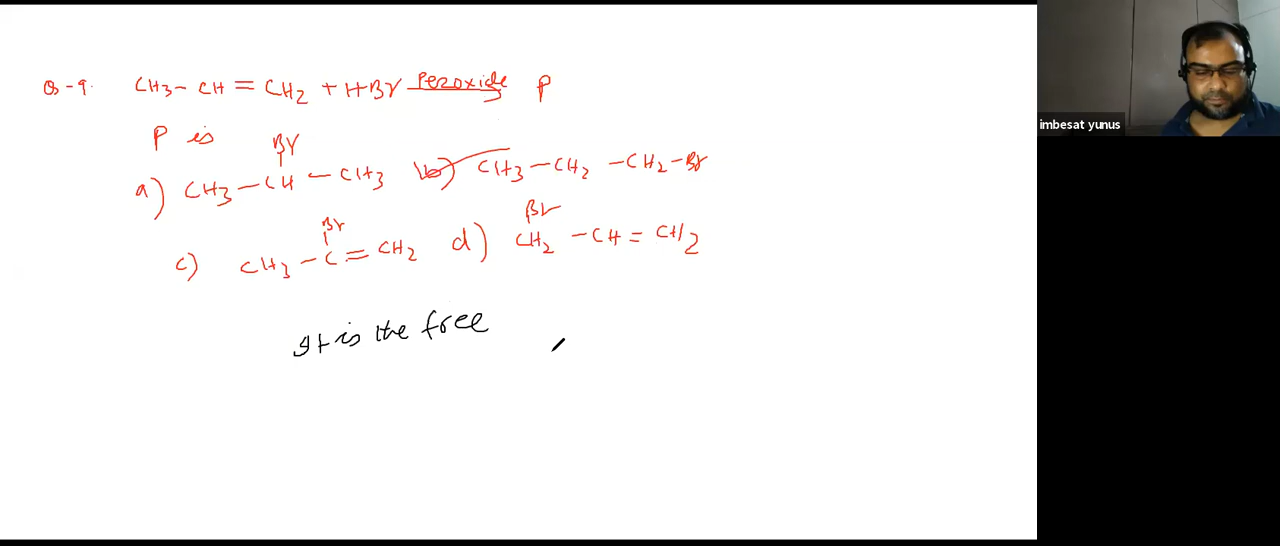 Q-9. CH3-CH=CH2+HBr Peroxide P
P is
a) CH3-CH(Br)-CH3 b) CH3-CH2-CH2-Br
c) CH3-C(Br)=CH2 d) CH2(Br)-CH=CH2
It is the free
imbesat yunus